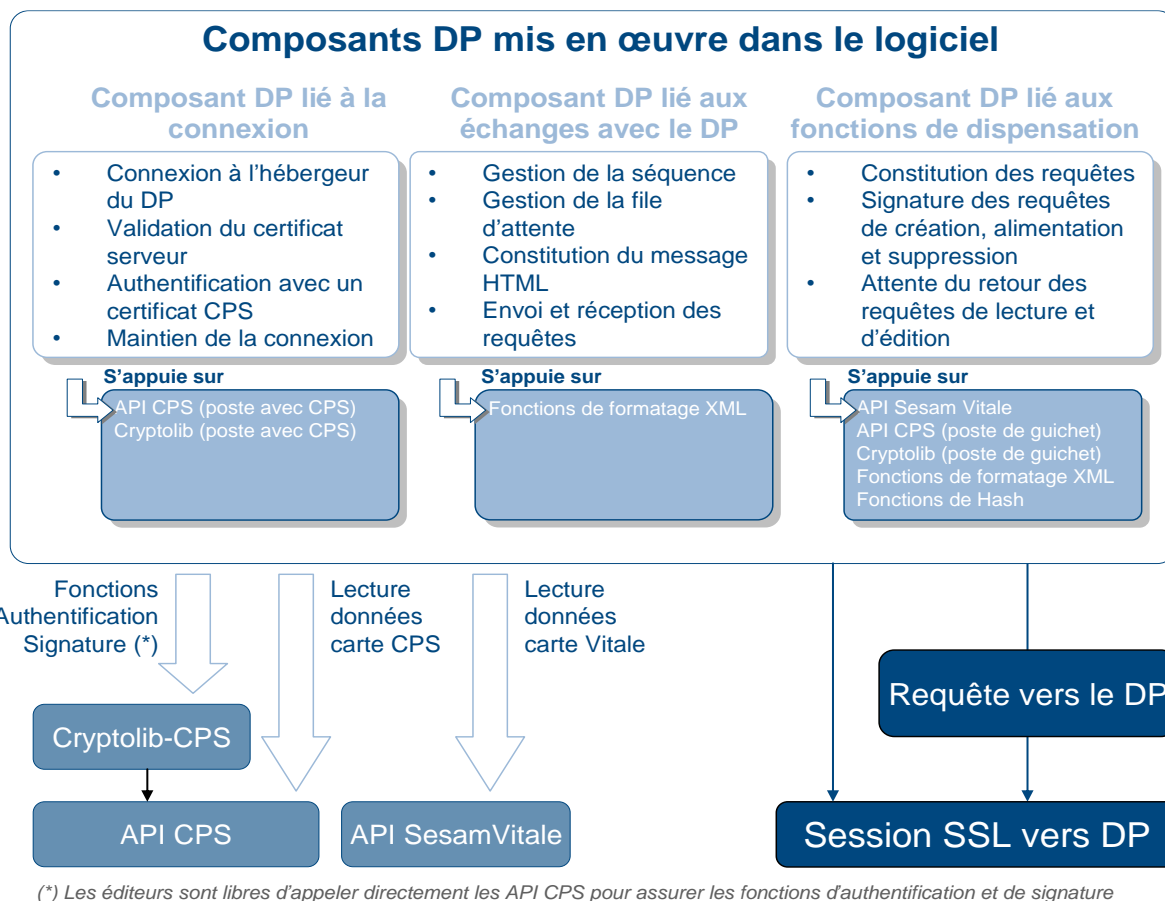 Composants DP mis en œuvre dans le logiciel
Composant DP lié à la
connexion
• Connexion à l'hébergeur
du DP
• Validation du certificat
serveur
• Authentification avec un
certificat CPS
• Maintien de la connexion
S'appuie sur
API CPS (poste avec CPS)
Cryptolib (poste avec CPS)
Composant DP lié aux
échanges avec le DP
• Gestion de la séquence
• Gestion de la file
d'attente
• Constitution du message
HTML
• Envoi et réception des
requêtes
S'appuie sur
Fonctions de formatage XML
Composant DP lié aux
fonctions de dispensation
• Constitution des requêtes
• Signature des requêtes
de création, alimentation
et suppression
• Attente du retour des
requêtes de lecture et
d'édition
S'appuie sur
API Sesam Vitale
API CPS (poste de guichet)
Cryptolib (poste de guichet)
Fonctions de formatage XML
Fonctions de Hash
Fonctions
Authentification
Signature (*)
Lecture
données
carte CPS
Lecture
données
carte Vitale
Requête vers le DP
Cryptolib-CPS
API CPS
API SesamVitale
Session SSL vers DP
(*) Les éditeurs sont libres d'appeler directement les API CPS pour assurer les fonctions d'authentification et de signature